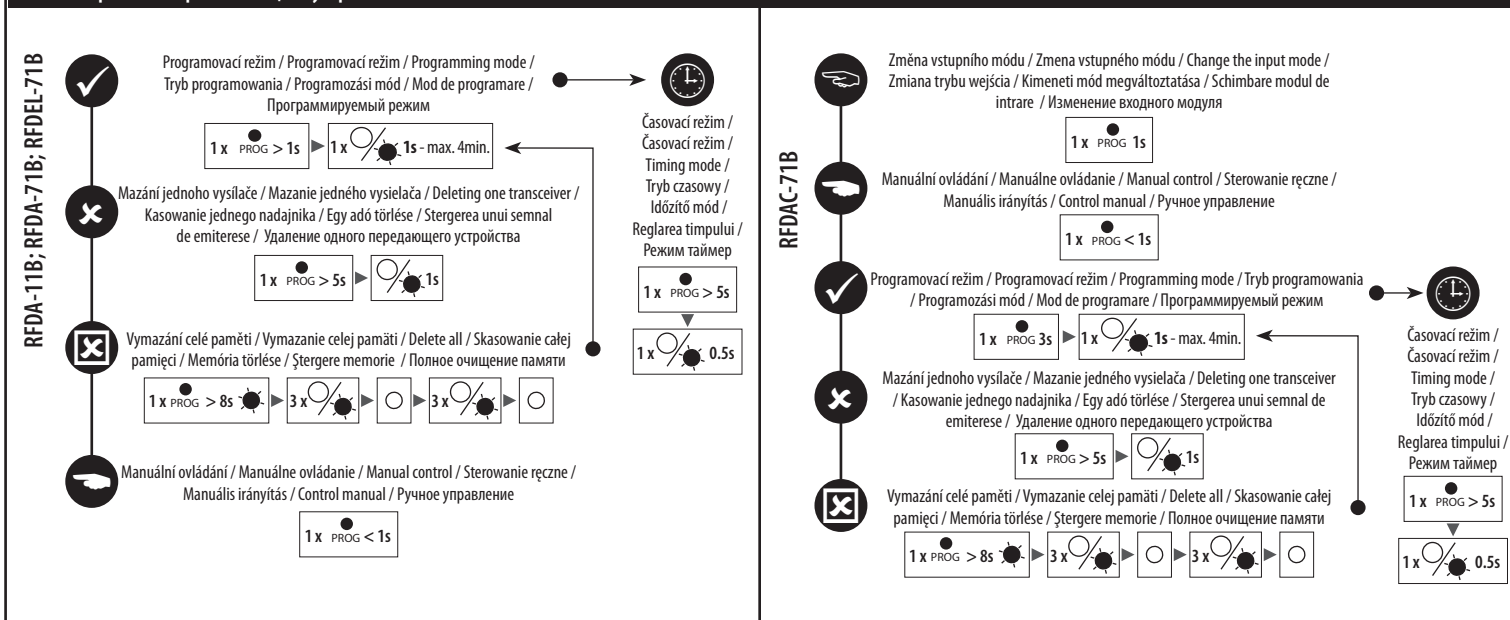 RFDA-11B; RFDA-71B; RFDEL-71B
Programovací režim / Programovací režim / Programming mode /
Tryb programowania / Programozási mód / Mod de programare /
Программируемый режим
1 x PROG > 1s
1 x 1s - max. 4min.
Časovací režim /
Časovací režim /
Timing mode /
Tryb czasowy /
Időzítő mód /
Reglarea timpului /
Режим таймер
1 x PROG > 5s
1 x 0.5s
Mazání jednoho vysílače / Mazanie jedného vysielača / Deleting one transceiver /
Kasowanie jednego nadajnika / Egy adó törlése / Stergerea unui semnal
de emiterese / Удаление одного передающего устройства
1 x PROG > 5s
1s
Vymazání celé paměti / Vymazanie celej pamäti / Delete all / Skasowanie całej
pamięci / Memória törlése / Ştergere memorie / Полное очищение памяти
1 x PROG > 8s
3 x
3 x
Manuální ovládání / Manuálne ovládanie / Manual control / Sterowanie ręczne /
Manuális irányítás / Control manual / Ручное управление
1 x PROG < 1s
RFDAC-71B
Změna vstupního módu / Zmena vstupného módu / Change the input mode /
Zmiana trybu wejścia / Kimeneti mód megváltoztatása / Schimbare modul de
intrare / Изменение входного модуля
1 x PROG 1s
Manuální ovládání / Manuálne ovládanie / Manual control / Sterowanie ręczne /
Manuális irányítás / Control manual / Ручное управление
1 x PROG < 1s
Programovací režim / Programovací režim / Programming mode / Tryb programowania
/ Programozási mód / Mod de programare / Программируемый режим
1 x PROG 3s
1 x 1s - max. 4min.
Časovací režim /
Časovací režim /
Timing mode /
Tryb czasowy /
Időzítő mód /
Reglarea timpului /
Режим таймер
1 x PROG > 5s
1 x 0.5s
Mazání jednoho vysílače / Mazanie jedného vysielača / Deleting one transceiver
/ Kasowanie jednego nadajnika / Egy adó törlése / Stergerea unui semnal de
emiterese / Удаление одного передающего устройства
1 x PROG > 5s
1s
Vymazání celé paměti / Vymazanie celej pamäti / Delete all / Skasowanie całej
pamięci / Memória törlése / Ştergere memorie / Полное очищение памяти
1 x PROG > 8s
3 x
3 x